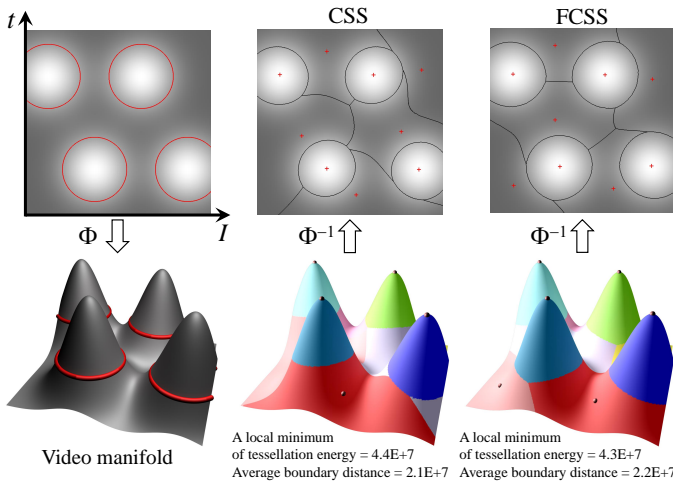 CSS
FCSS
t
I
Φ
Φ⁻¹
Φ⁻¹
Video manifold
A local minimum
of tessellation energy = 4.4E+7
Average boundary distance = 2.1E+7
A local minimum
of tessellation energy = 4.3E+7
Average boundary distance = 2.2E+7